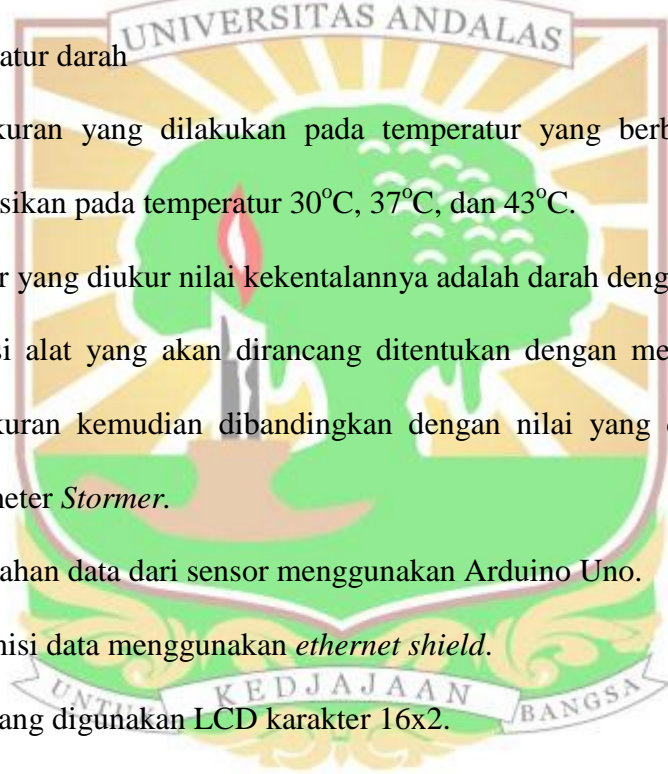 UNIVERSITAS ANDALAS
atur darah
kuran yang dilakukan pada temperatur yang berb
sikan pada temperatur 30°C, 37°C, dan 43°C.
r yang diukur nilai kekentalannya adalah darah deng
si alat yang akan dirancang ditentukan dengan me
kuran kemudian dibandingkan dengan nilai yang
meter Stormer.
ahan data dari sensor menggunakan Arduino Uno.
misi data menggunakan ethernet shield.
UNTUK KEDJAJAAN BANGSA
ang digunakan LCD karakter 16x2.